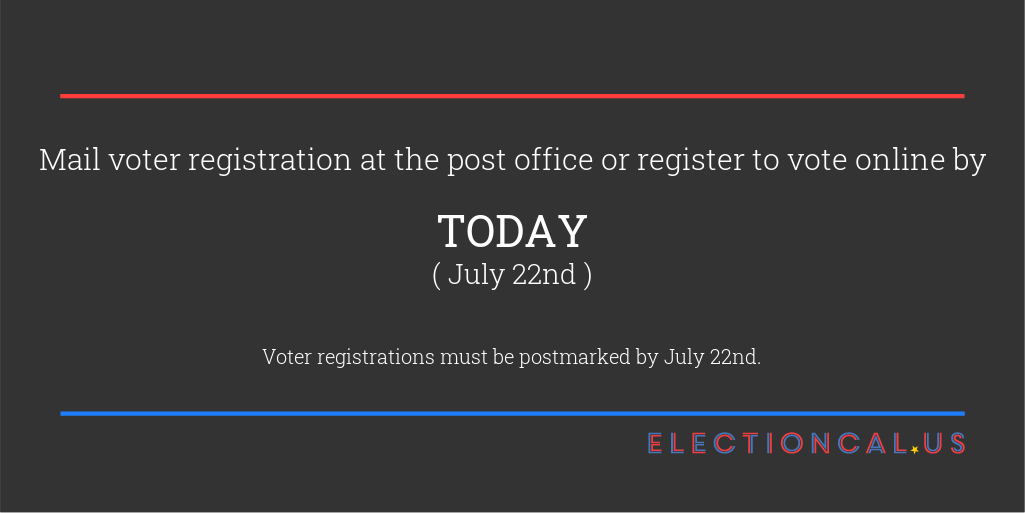 Mail voter registration at the post office or register to vote online by
TODAY
( July 22nd )
Voter registrations must be postmarked by July 22nd.
ELECTIONCAL.US